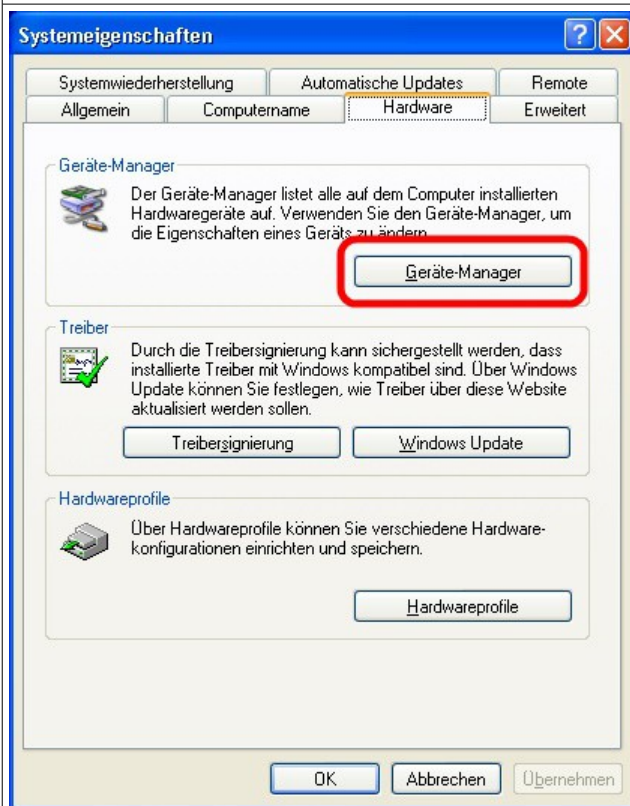 Systemeigenschaften
Systemwiederherstellung Automatische Updates Remote
Allgemein Computername Hardware Erweitert
Geräte-Manager
Der Geräte-Manager listet alle auf dem Computer installierten
Hardwaregeräte auf. Verwenden Sie den Geräte-Manager, um
die Eigenschaften eines Geräts zu ändern.
Geräte-Manager
Treiber
Durch die Treibersignierung kann sichergestellt werden, dass
installierte Treiber mit Windows kompatibel sind. Über Windows
Update können Sie festlegen, wie Treiber über diese Website
aktualisiert werden sollen.
Treibersignierung Windows Update
Hardwareprofile
Über Hardwareprofile können Sie verschiedene Hardware-
konfigurationen einrichten und speichern.
Hardwareprofile
OK Abbrechen Übernehmen